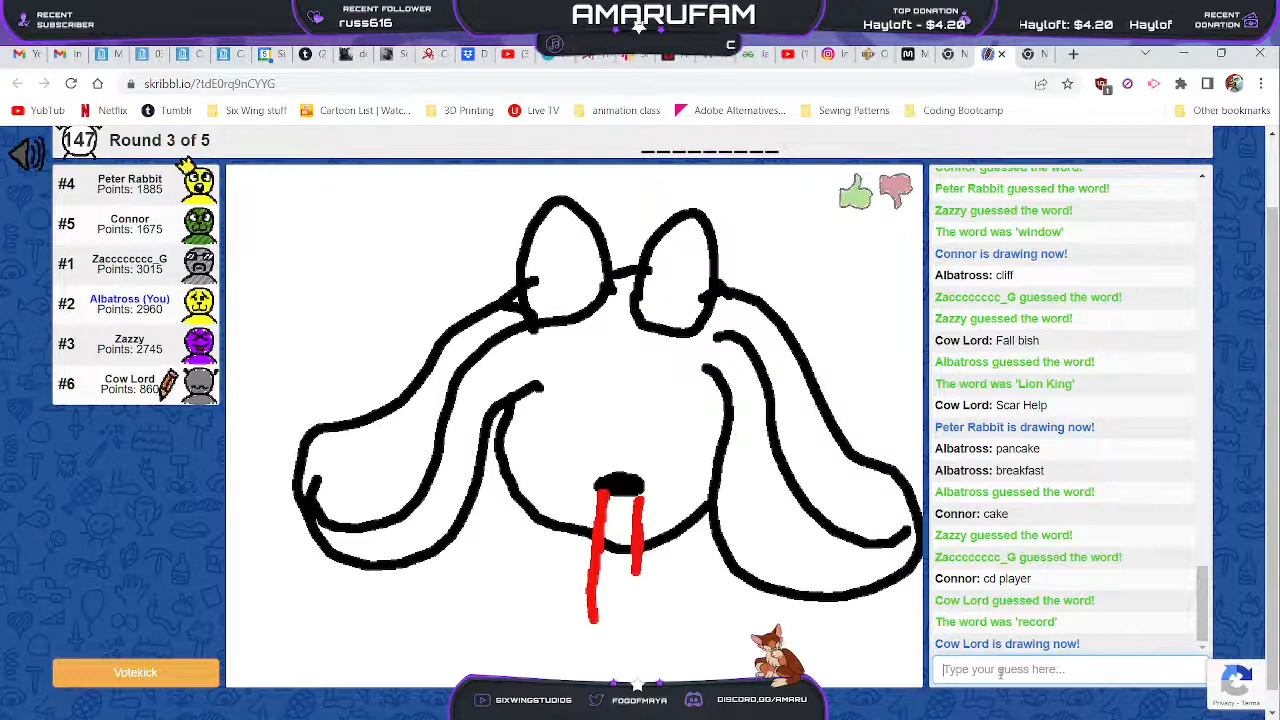 RECENT SUBSCRIBER
RECENT FOLLOWER
russ616
AMARUFAM
TOP DONATION
Hayloft - $4.20
Hayloft: $4.20 Haylof
RECENT DONATION
skribbl.io/?tdE0rq9nCYYG
YubTub
Netflix
Tumblr
Six Wing stuff
Cartoon List | Watc...
3D Printing
Live TV
animation class
Adobe Alternatives...
Sewing Patterns
Coding Bootcamp
Other bookmarks
147
Round 3 of 5
#4 Peter Rabbit
Points: 1885
#5 Connor
Points: 1675
#1 Zacccccccc_G
Points: 3015
#2 Albatross (You)
Points: 2960
#3 Zazzy
Points: 2745
#6 Cow Lord
Points: 860
Votekick
Connor guessed the word!
Peter Rabbit guessed the word!
Zazzy guessed the word!
The word was 'window'
Connor is drawing now!
Albatross: cliff
Zacccccccc_G guessed the word!
Zazzy guessed the word!
Cow Lord: Fall bish
Albatross guessed the word!
The word was 'Lion King'
Cow Lord: Scar Help
Peter Rabbit is drawing now!
Albatross: pancake
Albatross: breakfast
Albatross guessed the word!
Connor: cake
Zazzy guessed the word!
Zacccccccc_G guessed the word!
Connor: cd player
Cow Lord guessed the word!
The word was 'record'
Cow Lord is drawing now!
Type your guess here...
Privacy - Terms
SIXWINGSTUDIOS
FOGOFMAYA
DISCORD.GG/AMARU